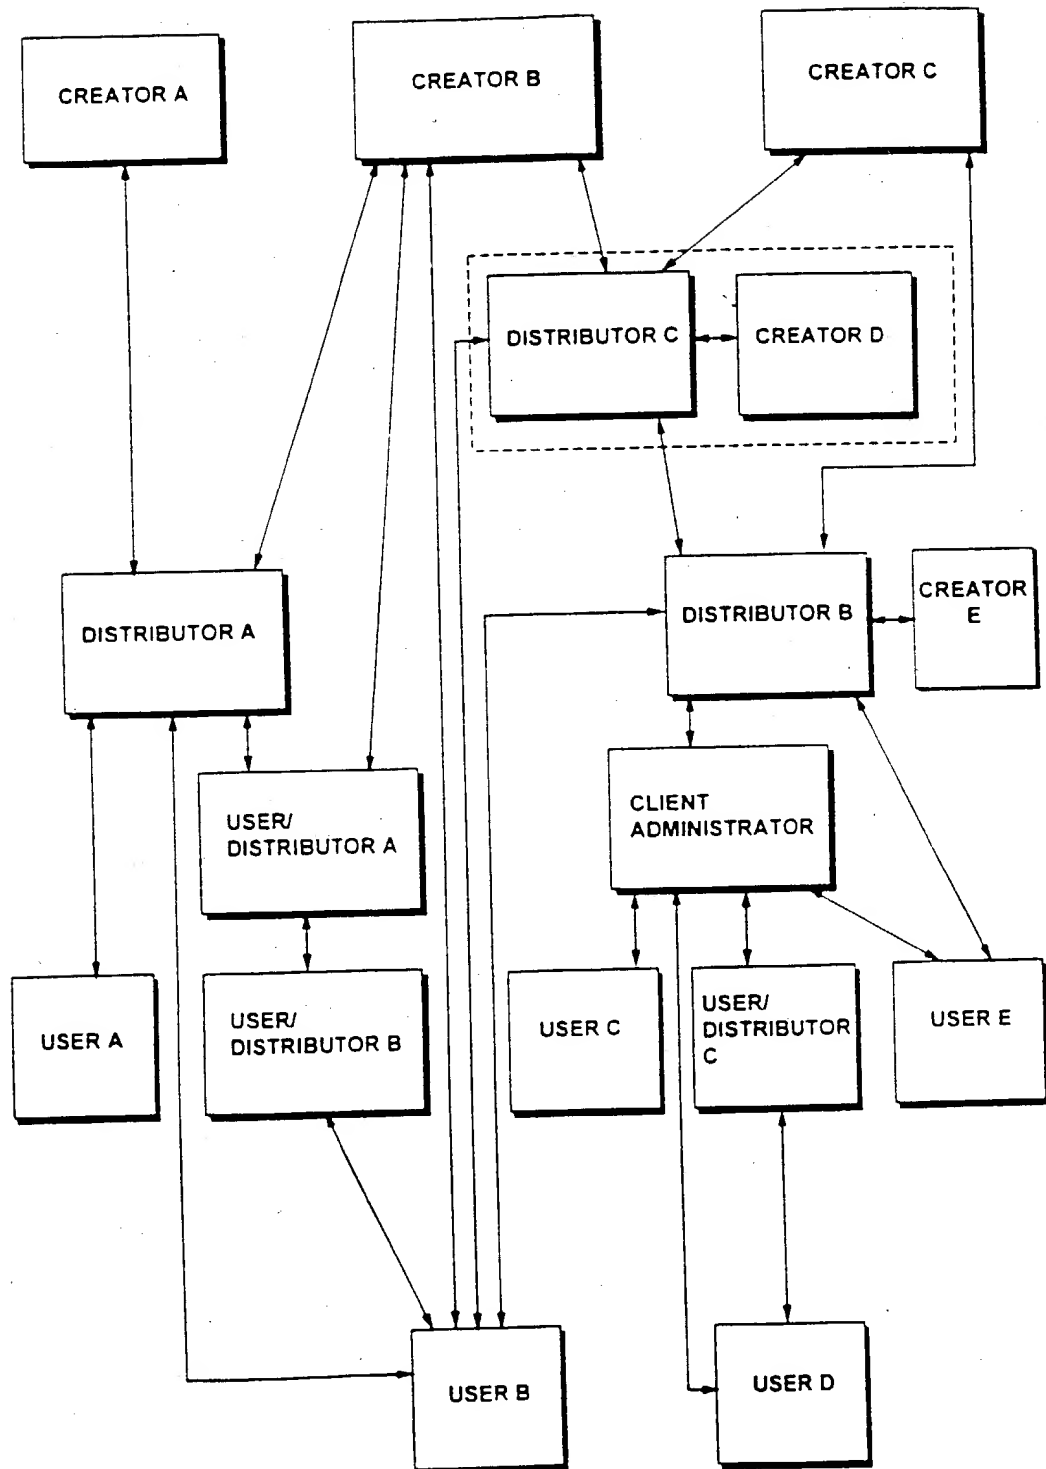 CREATOR A
CREATOR B
CREATOR C
DISTRIBUTOR C
CREATOR D
DISTRIBUTOR A
DISTRIBUTOR B
CREATOR
E
USER/
DISTRIBUTOR A
CLIENT
ADMINISTRATOR
USER A
USER/
DISTRIBUTOR B
USER C
USER/
DISTRIBUTOR
C
USER E
USER B
USER D